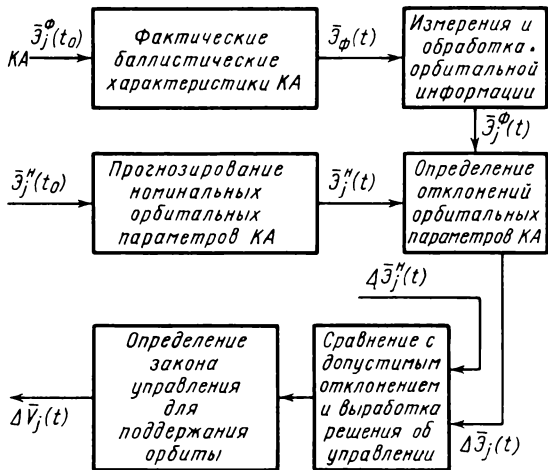 КА
Э̄ⱼᶲ(t₀)
Фактические
баллистические
характеристики КА
Э̄ф(t)
Измерения и
обработка
орбитальной
информации
Э̄ⱼᶲ(t)
Э̄ⱼᴴ(t₀)
Прогнозирование
номинальных
орбитальных
параметров КА
Э̄ⱼᴴ(t)
Определение
отклонений
орбитальных
параметров КА
ΔЭ̄ⱼᴴ(t)
Определение
закона
управления
для
поддержания
орбиты
Сравнение с
допустимым
отклонением
и выработка
решения об
управлении
ΔV̄ⱼ(t)
ΔЭ̄ⱼ(t)